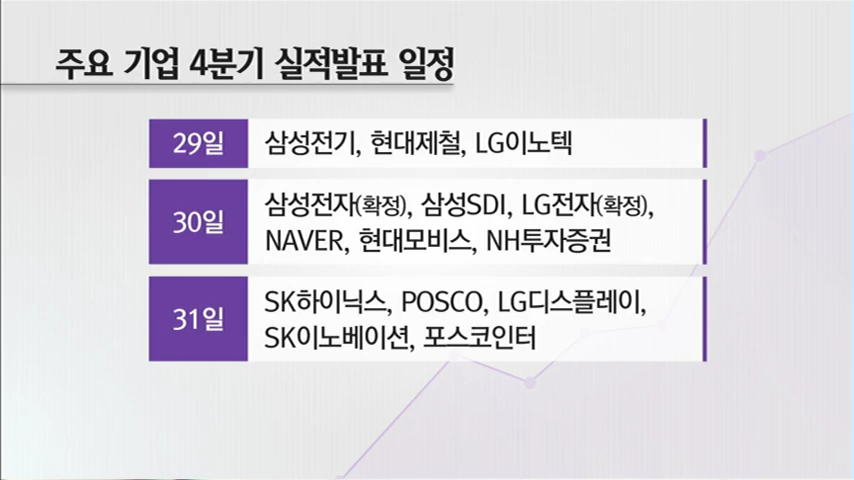 주요 기업 4분기 실적발표 일정
29일
삼성전기, 현대제철, LG이노텍
30일
삼성전자(확정), 삼성SDI, LG전자(확정),
NAVER, 현대모비스, NH투자증권
31일
SK하이닉스, POSCO, LG디스플레이,
SK이노베이션, 포스코인터